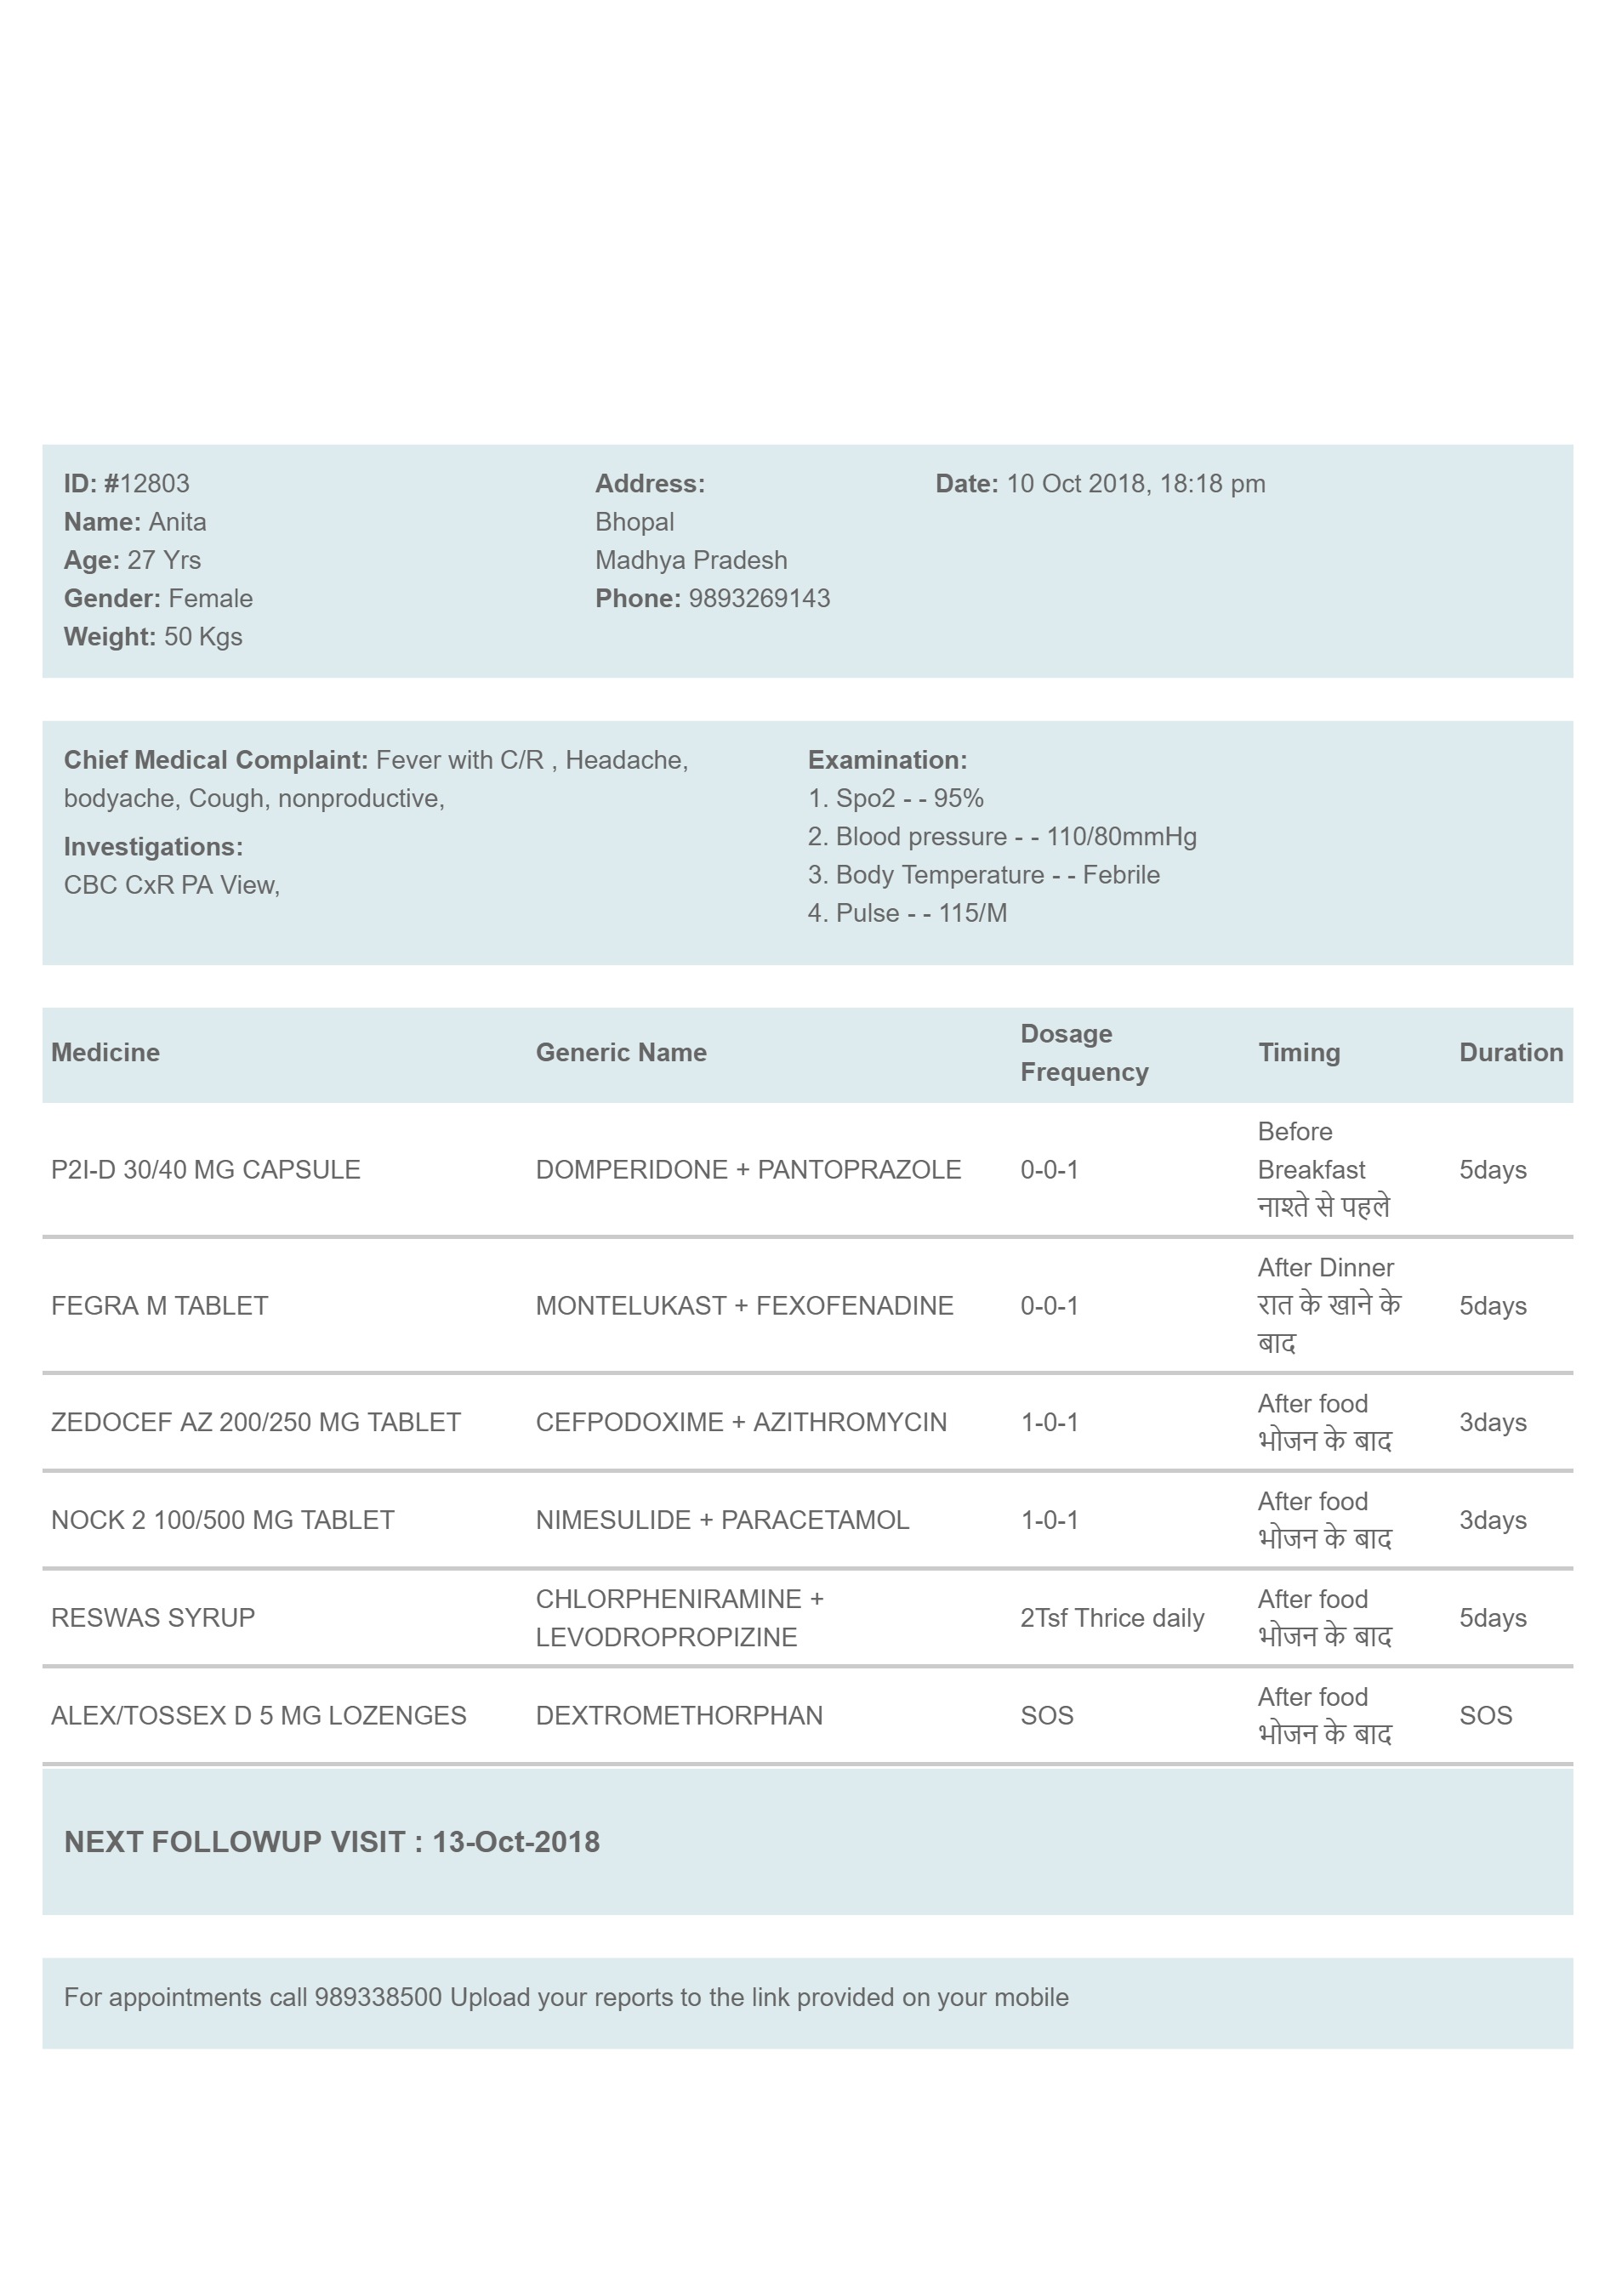 ID: #12803
Name: Anita
Age: 27 Yrs
Gender: Female
Weight: 50 Kgs
Address:
Bhopal
Madhya Pradesh
Phone: 9893269143
Date: 10 Oct 2018, 18:18 pm
Chief Medical Complaint: Fever with C/R , Headache,
bodyache, Cough, nonproductive,
Investigations:
CBC CxR PA View,
Examination:
1. Spo2 - - 95%
2. Blood pressure - - 110/80mmHg
3. Body Temperature - - Febrile
4. Pulse - - 115/M
Medicine Generic Name Dosage Frequency Timing Duration
P2I-D 30/40 MG CAPSULE DOMPERIDONE + PANTOPRAZOLE 0-0-1 Before Breakfast नाश्ते से पहले 5days
FEGRA M TABLET MONTELUKAST + FEXOFENADINE 0-0-1 After Dinner रात के खाने के बाद 5days
ZEDOCEF AZ 200/250 MG TABLET CEFPODOXIME + AZITHROMYCIN 1-0-1 After food भोजन के बाद 3days
NOCK 2 100/500 MG TABLET NIMESULIDE + PARACETAMOL 1-0-1 After food भोजन के बाद 3days
RESWAS SYRUP CHLORPHENIRAMINE + LEVODROPROPIZINE 2Tsf Thrice daily After food भोजन के बाद 5days
ALEX/TOSSEX D 5 MG LOZENGES DEXTROMETHORPHAN SOS After food भोजन के बाद SOS
NEXT FOLLOWUP VISIT : 13-Oct-2018
For appointments call 989338500 Upload your reports to the link provided on your mobile